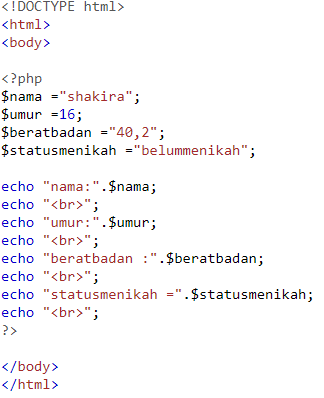 <!DOCTYPE html>
<html>
<body>
<?php
$nama ="shakira";
$umur =16;
$beratbadan ="40,2";
$statusmenikah ="belummenikah";
echo "nama:".$nama;
echo "<br>";
echo "umur:".$umur;
echo "<br>";
echo "beratbadan :".$beratbadan;
echo "<br>";
echo "statusmenikah =".$statusmenikah;
echo "<br>";
?>
</body>
</html>